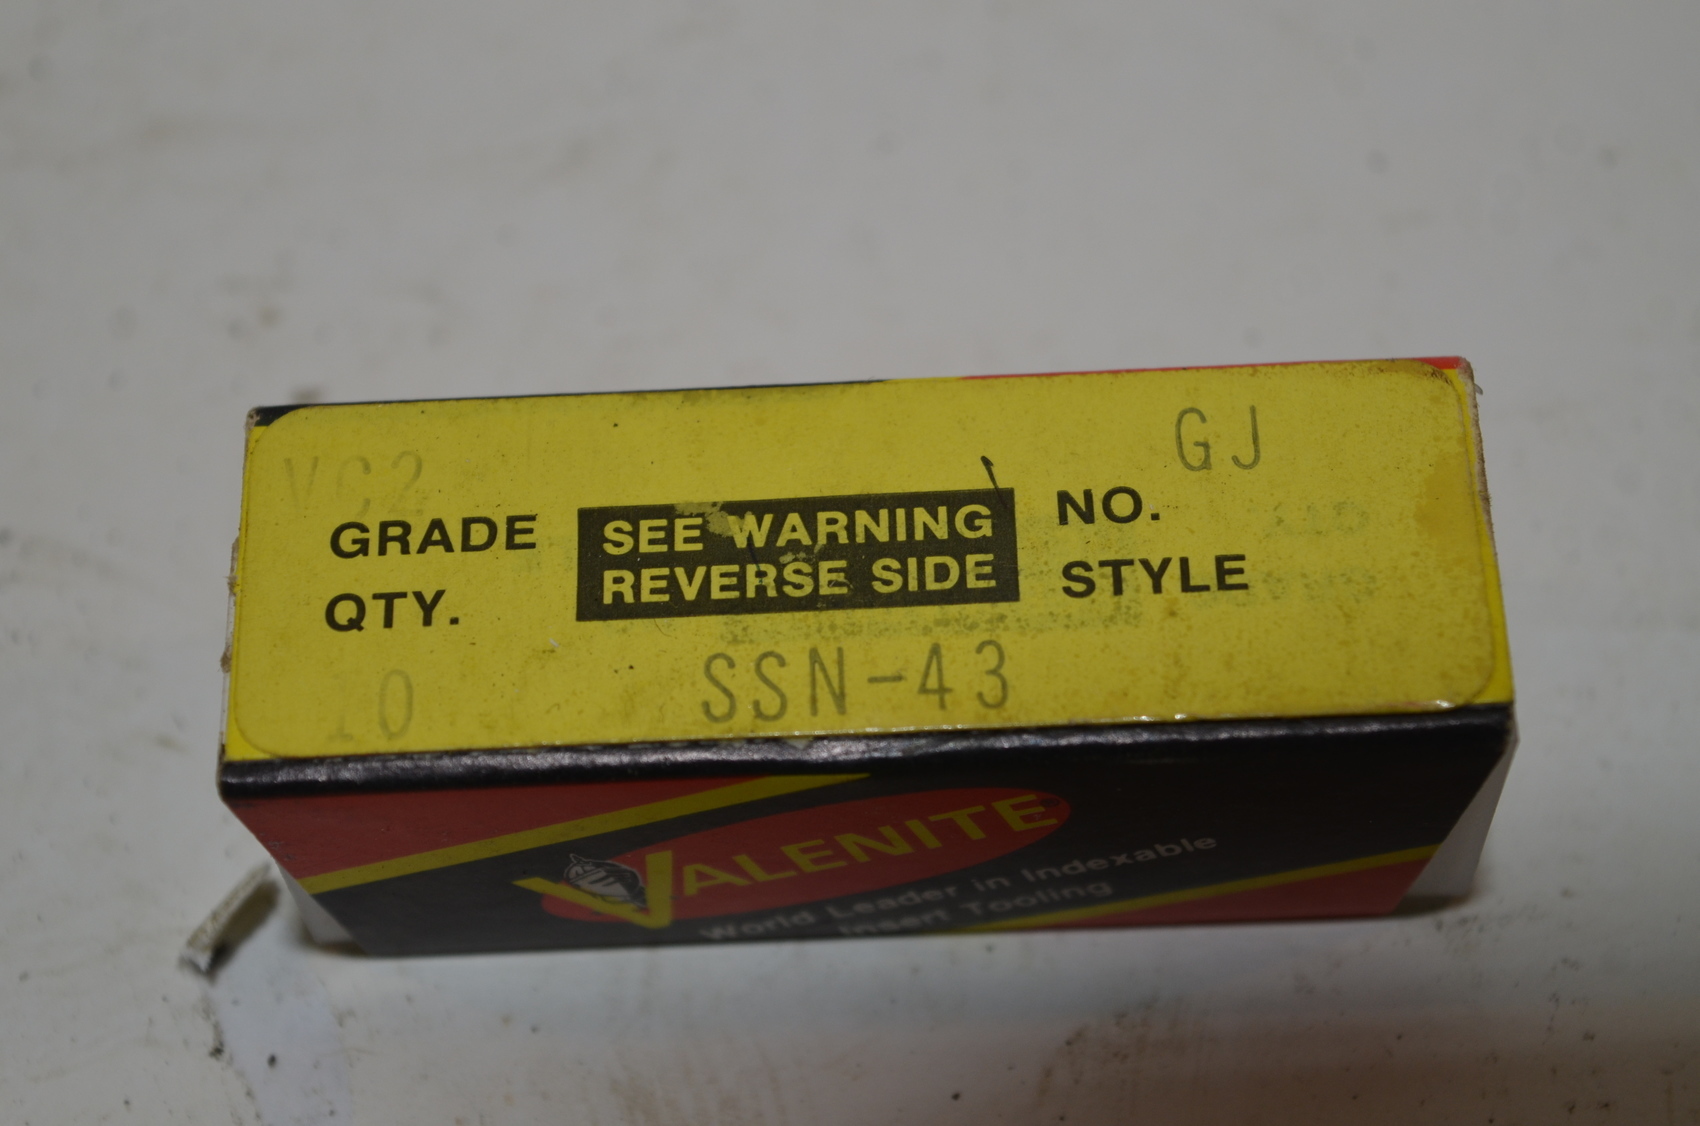 VC2
GJ
GRADE
SEE WARNING
NO.
QTY.
REVERSE SIDE
STYLE
10
SSN-43
VALENITE®
World Leader in Indexable
Insert Tooling